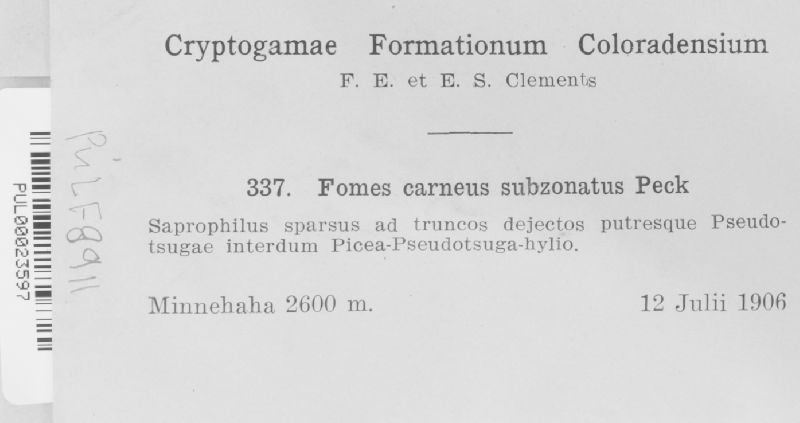 Cryptogamae Formationum Coloradensium
F. E. et E. S. Clements
337. Fomes carneus subzonatus Peck
Saprophilus sparsus ad truncos dejectos putresque Pseudo-
tsugae interdum Picea-Pseudotsuga-hylio.
Minnehaha 2600 m. 12 Julii 1906
PUL00023597
PUL F8911